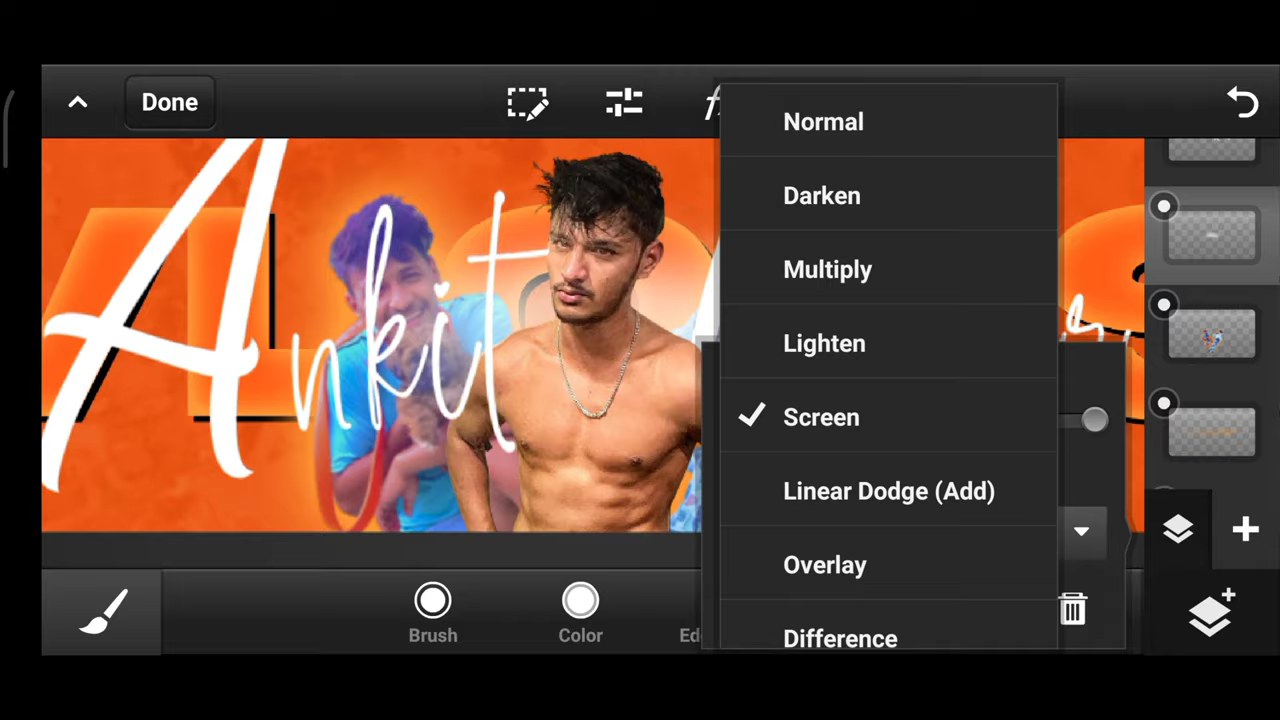 Done
Normal
Darken
Multiply
Lighten
Screen
Linear Dodge (Add)
Overlay
Difference
Ankit
Brush
Color